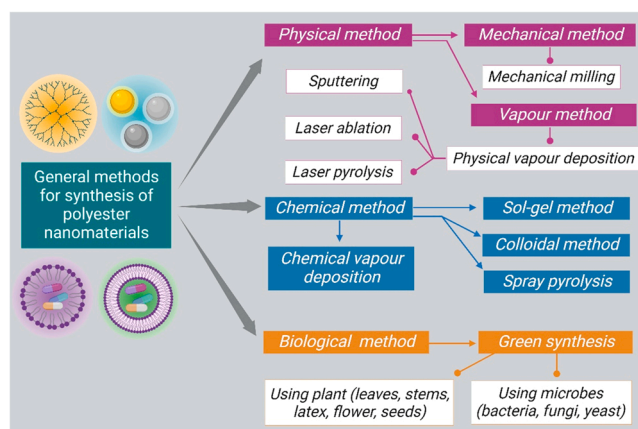 General methods
for synthesis of
polyester
nanomaterials
Physical method
Mechanical method
Mechanical milling
Vapour method
Physical vapour deposition
Sputtering
Laser ablation
Laser pyrolysis
Chemical method
Sol-gel method
Colloidal method
Spray pyrolysis
Chemical vapour
deposition
Biological method
Green synthesis
Using plant (leaves, stems,
latex, flower, seeds)
Using microbes
(bacteria, fungi, yeast)